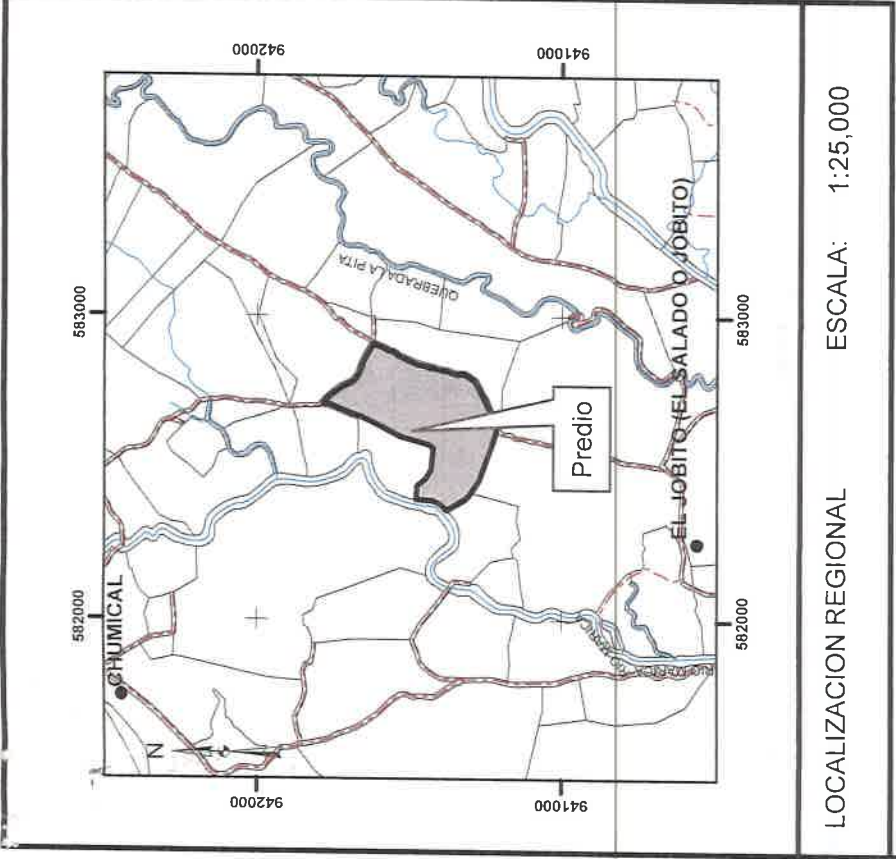 942000
941000
583000
583000
QUEBRADA LA PITA
Predio
EL JOBITO (EL SALADO O JOBITO)
582000
582000
CHUMICAL
N
942000
941000
LOCALIZACION REGIONAL
ESCALA: 1:25,000